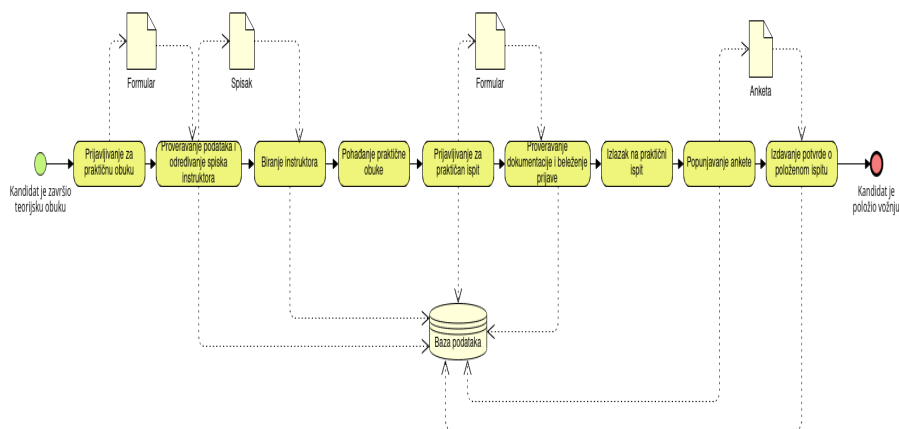 Formular
Spisak
Formular
Anketa
Prijavljivanje za
praktičnu obuku
Proveravanje podataka i
određivanje spiska
instruktora
Biranje instruktora
Pohađanje praktične
obuke
Prijavljivanje za
praktičan ispit
Proveravanje
dokumentacije i beleženje
prijave
Izlazak na praktični
ispit
Popunjavanje ankete
Izdavanje potvrde o
položenom ispitu
Kandidat je završio
teorijsku obuku
Kandidat je
položio vožnju
Baza podataka